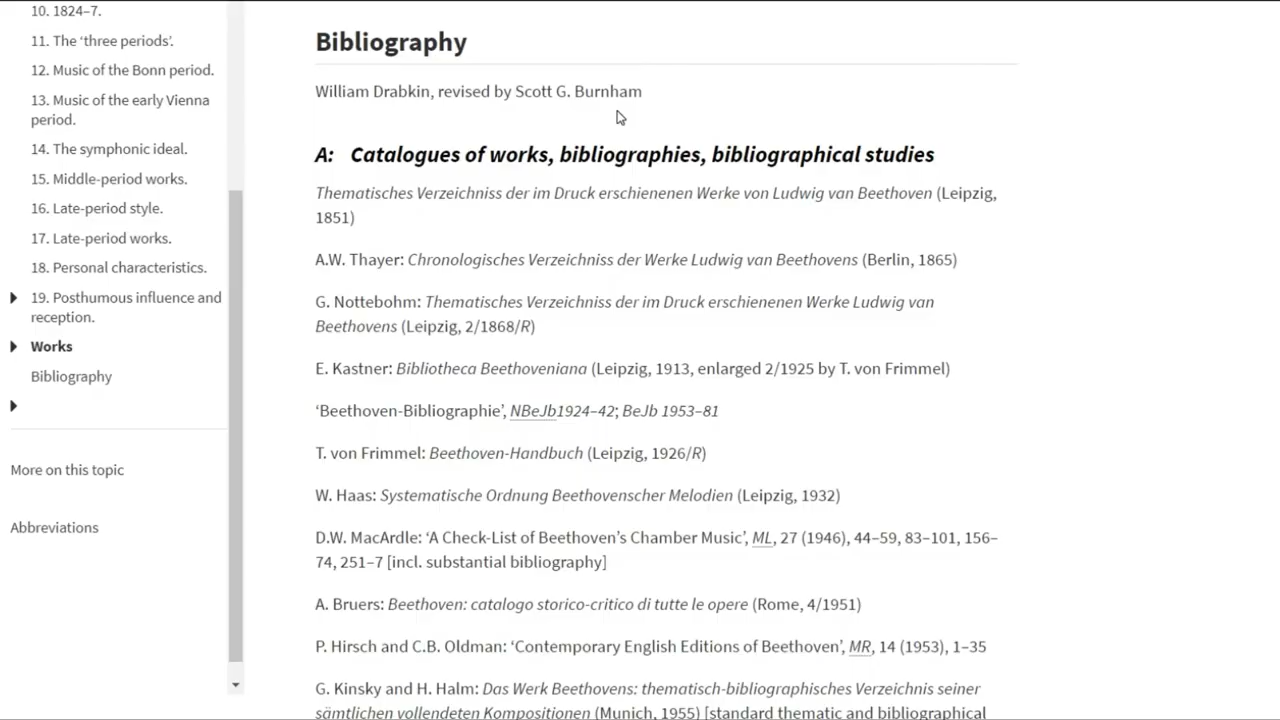 10. 1824–7.
11. The ‘three periods’.
12. Music of the Bonn period.
13. Music of the early Vienna
period.
14. The symphonic ideal.
15. Middle-period works.
16. Late-period style.
17. Late-period works.
18. Personal characteristics.
19. Posthumous influence and
reception.
Works
Bibliography
More on this topic
Abbreviations
Bibliography
William Drabkin, revised by Scott G. Burnham
A: Catalogues of works, bibliographies, bibliographical studies
Thematisches Verzeichniss der im Druck erschienenen Werke von Ludwig van Beethoven (Leipzig,
1851)
A.W. Thayer: Chronologisches Verzeichniss der Werke Ludwig van Beethovens (Berlin, 1865)
G. Nottebohm: Thematisches Verzeichniss der im Druck erschienenen Werke Ludwig van
Beethovens (Leipzig, 2/1868/R)
E. Kastner: Bibliotheca Beethoveniana (Leipzig, 1913, enlarged 2/1925 by T. von Frimmel)
‘Beethoven-Bibliographie’, NBeJb1924–42; BeJb 1953–81
T. von Frimmel: Beethoven-Handbuch (Leipzig, 1926/R)
W. Haas: Systematische Ordnung Beethovenscher Melodien (Leipzig, 1932)
D.W. MacArdle: ‘A Check-List of Beethoven’s Chamber Music’, ML, 27 (1946), 44–59, 83–101, 156–
74, 251–7 [incl. substantial bibliography]
A. Bruers: Beethoven: catalogo storico-critico di tutte le opere (Rome, 4/1951)
P. Hirsch and C.B. Oldman: ‘Contemporary English Editions of Beethoven’, MR, 14 (1953), 1–35
G. Kinsky and H. Halm: Das Werk Beethovens: thematisch-bibliographisches Verzeichnis seiner
sämtlichen vollendeten Kompositionen (Munich, 1955) [standard thematic and bibliographical